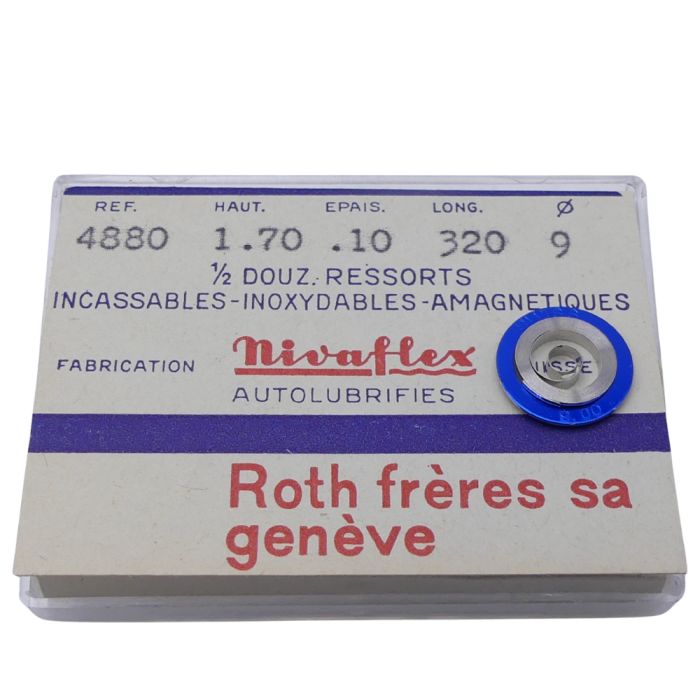 REF. HAUT. EPAIS. LONG. Ø
4880 1.70 .10 320 9
½ DOUZ. RESSORTS
INCASSABLES-INOXYDABLES-AMAGNETIQUES
FABRICATION Nivaflex
AUTOLUBRIFIES
Roth frères sa
genève